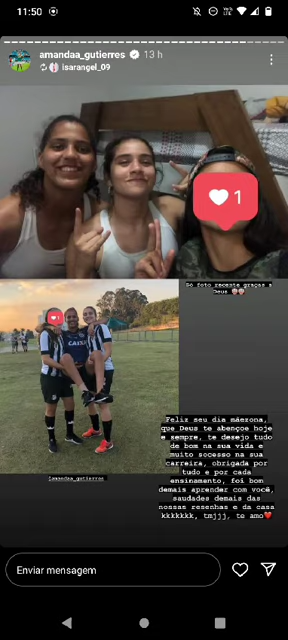 11:50
amandaa_gutierres 13 h
isarangel_09
1
Só foto recente graças a
Deus
Feliz seu dia mãezona,
que Deus te abençoe hoje
e sempre, te desejo tudo
de bom na sua vida e
muito socesso na sua
carreira, obrigada por
tudo e por cada
ensinamento, foi bom
demais aprender com você,
saudades demais das
nossas resenhas e da casa
kkkkkkk, tmjjj, te amo❤️
@amandaa_gutierres
Enviar mensagem